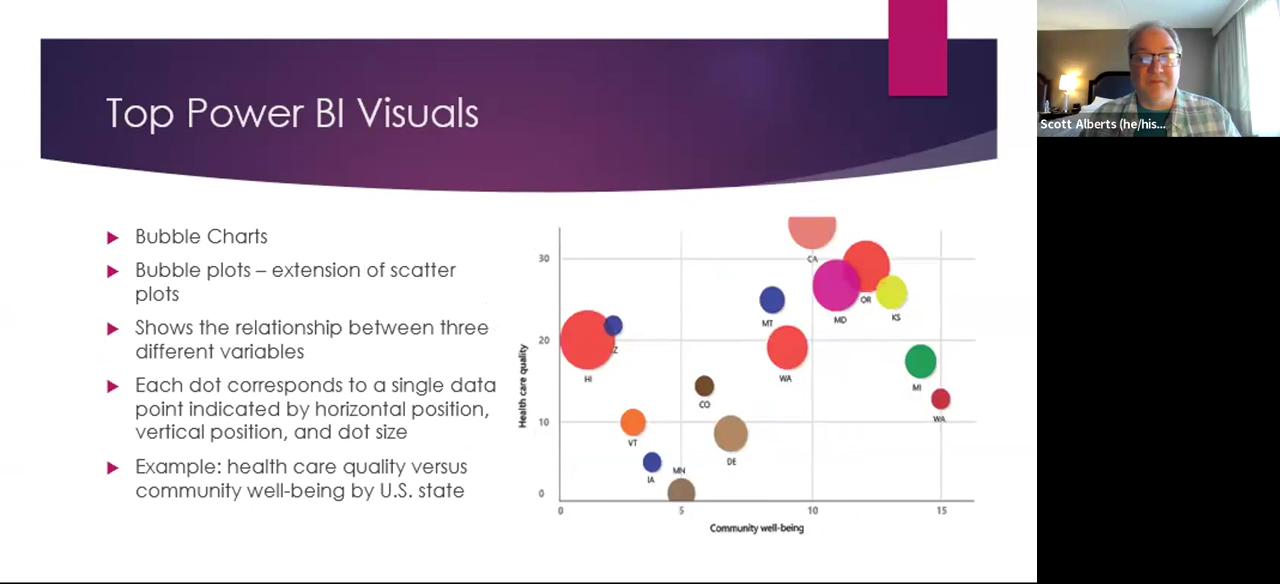 Top Power BI Visuals
Scott Alberts (he/his...
Bubble Charts
Bubble plots – extension of scatter
plots
Shows the relationship between three
different variables
Each dot corresponds to a single data
point indicated by horizontal position,
vertical position, and dot size
Example: health care quality versus
community well-being by U.S. state
Health care quality
30
20
10
0
CA
OR
KS
MD
MT
Z
HI
WA
MI
CO
WA
VT
DE
MN
IA
0
5
10
15
Community well-being